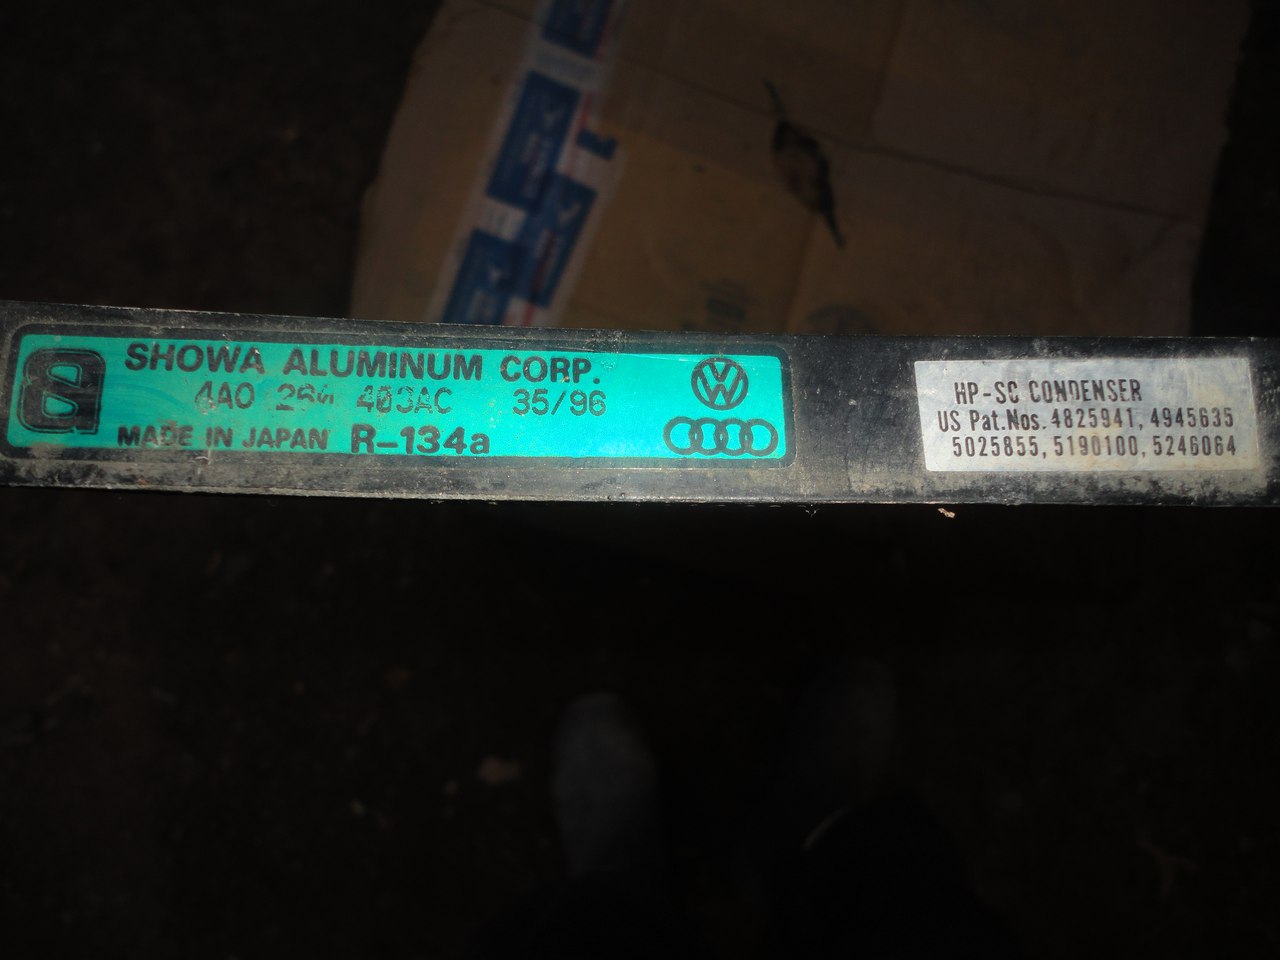 SHOWA ALUMINUM CORP.
4A0 403AC 35/96
MADE IN JAPAN R-134a
HP-SC CONDENSER
US Pat.Nos. 4825941, 4945635
5025855, 5190100, 5246064